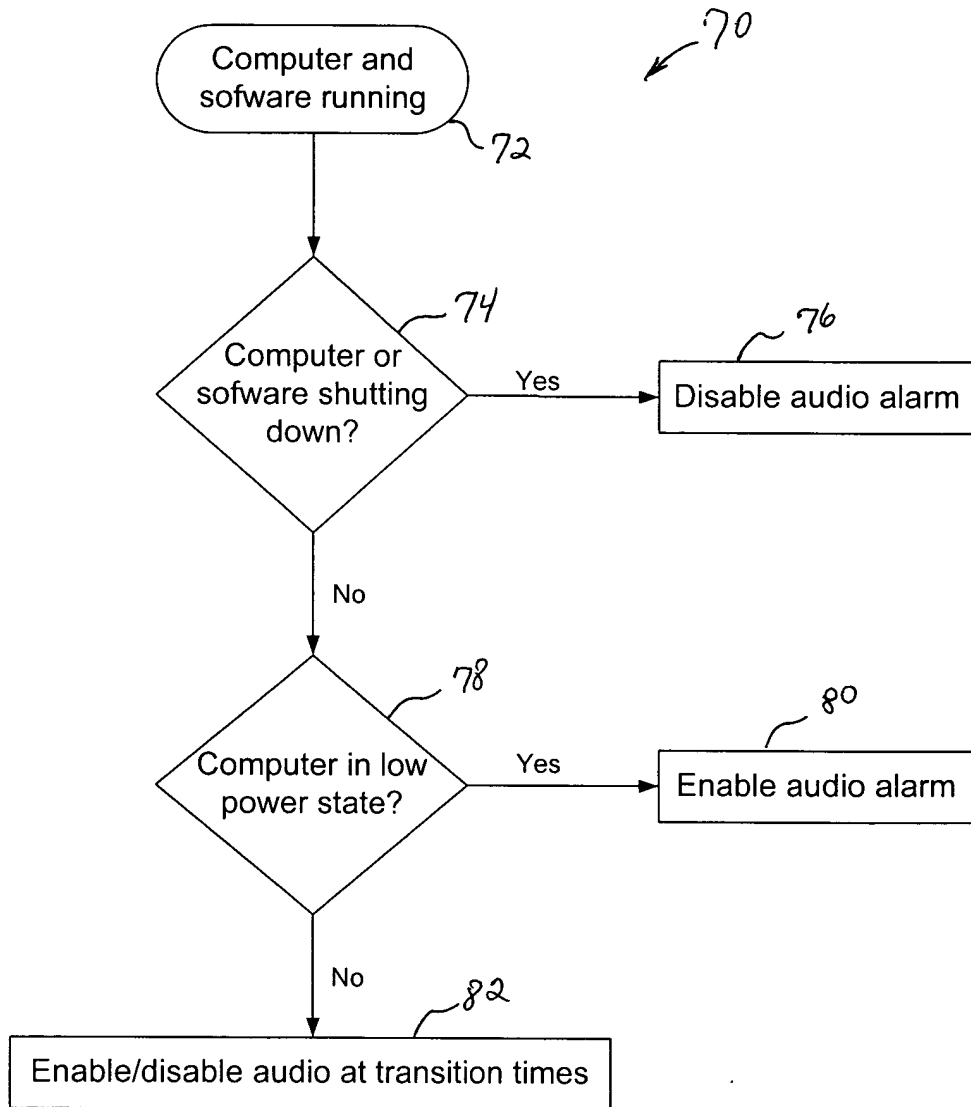 70
Computer and
sofware running
72
74
Computer or
sofware shutting
down?
Yes
76
Disable audio alarm
No
78
Computer in low
power state?
Yes
80
Enable audio alarm
No
82
Enable/disable audio at transition times